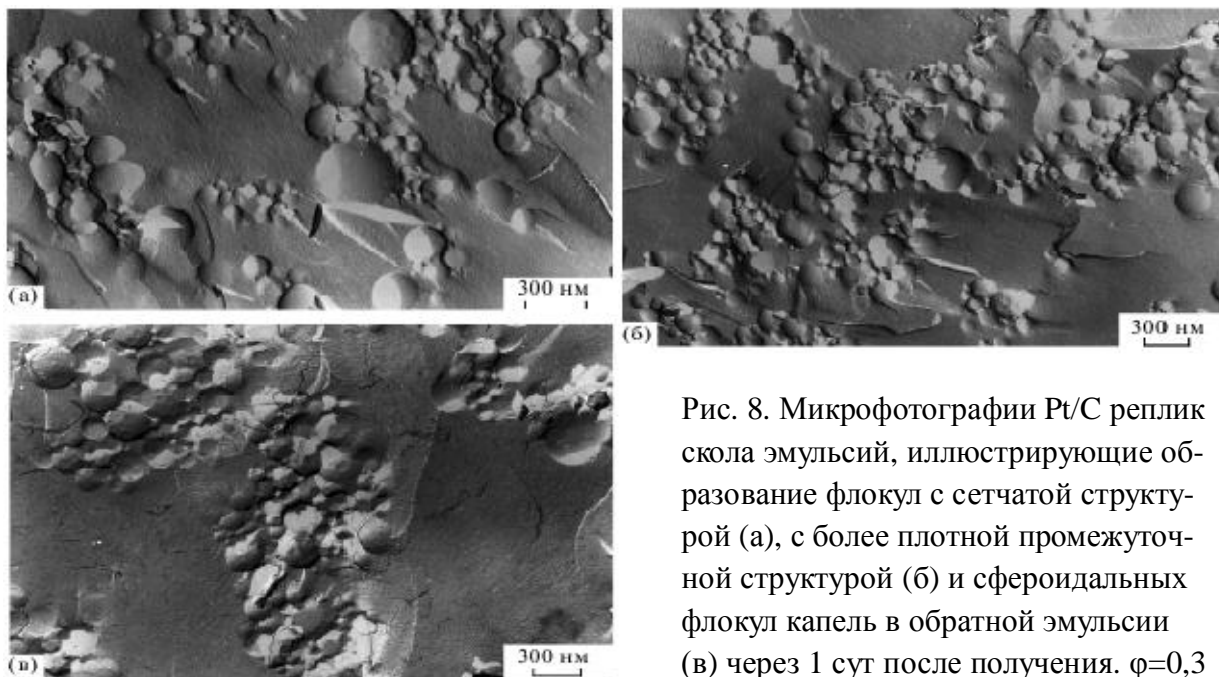 (а)
300 нм
(б)
300 нм
(в)
300 нм
Рис. 8. Микрофотографии Pt/C реплик
скола эмульсий, иллюстрирующие об-
разование флокул с сетчатой структу-
рой (а), с более плотной промежуточ-
ной структурой (б) и сфероидальных
флокул капель в обратной эмульсии
(в) через 1 сут после получения. φ=0,3